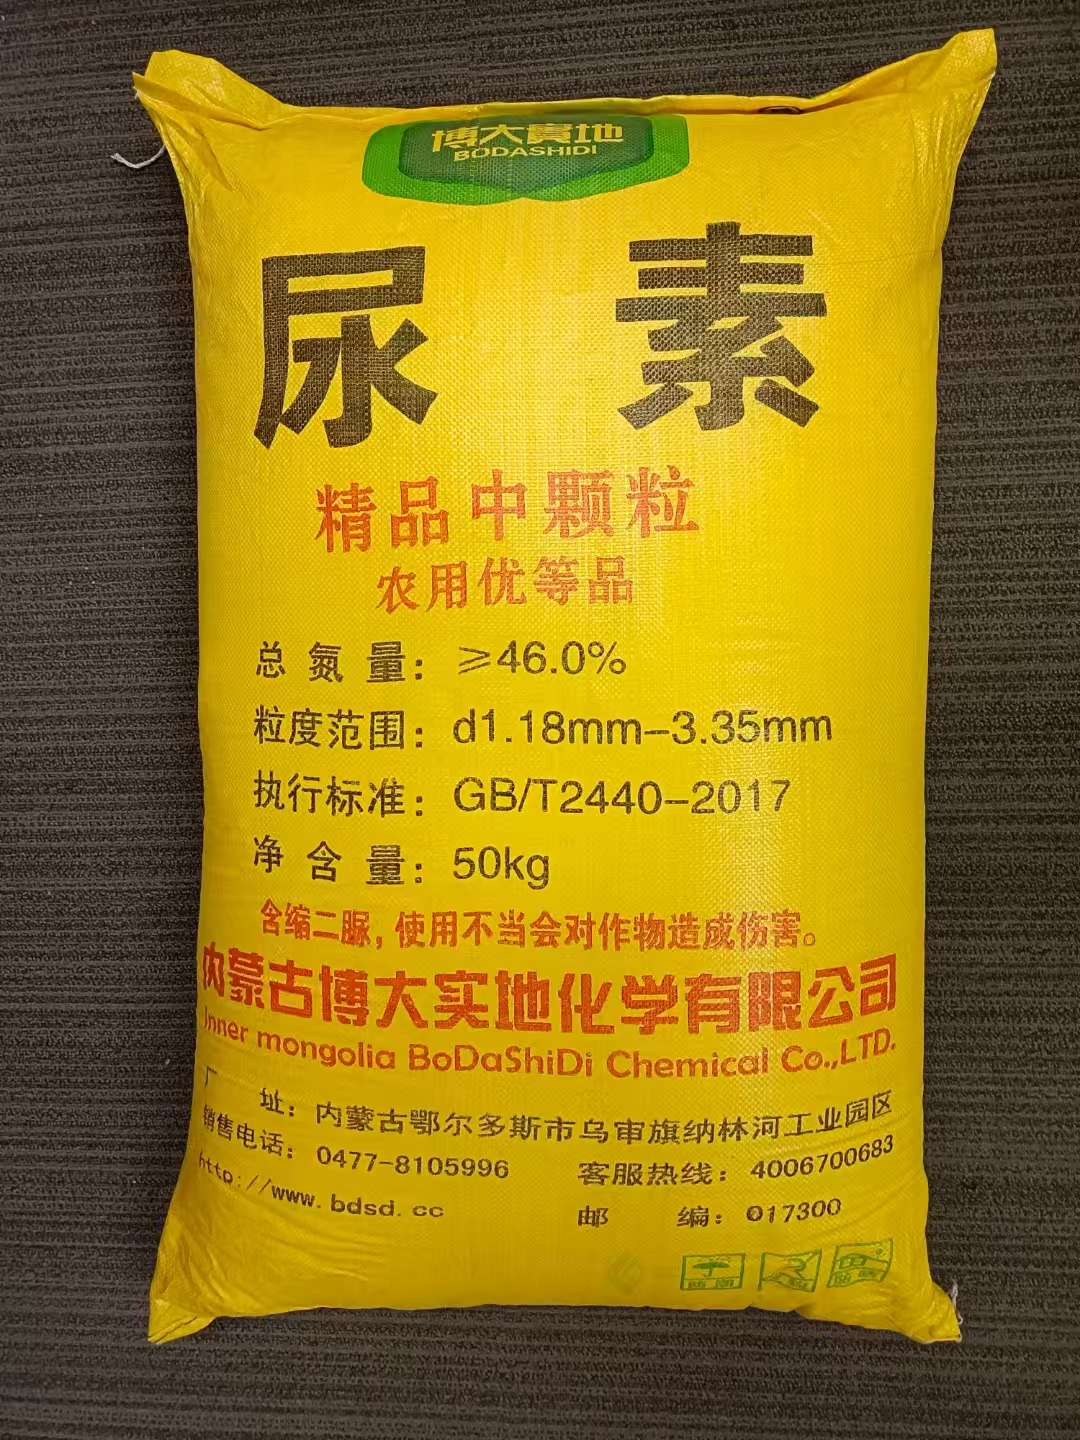 博大實地
BODASHIDI
尿素
精品中颗粒
农用优等品
总氮量：≥46.0%
粒度范围：d1.18mm-3.35mm
执行标准：GB/T2440-2017
净含量：50kg
含缩二脲，使用不当会对作物造成伤害。
内蒙古博大实地化学有限公司
Inner mongolia BoDaShiDi Chemical Co.,LTD.
厂址：内蒙古鄂尔多斯市乌审旗纳林河工业园区
销售电话：0477-8105996 客服热线：4006700683
http://www.bdsd.cc 邮编：017300
防雨 防晒